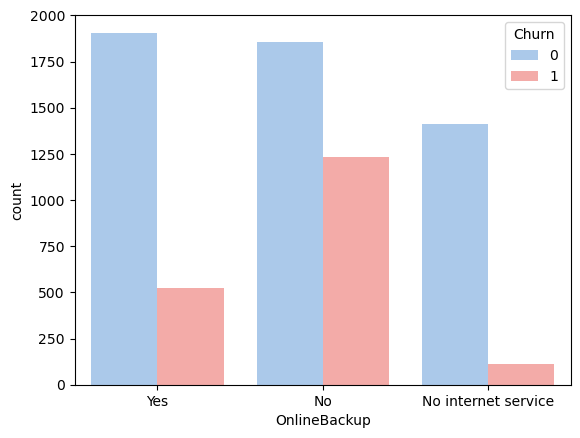 2000
1750
1500
1250
1000
750
500
250
0
count
Churn
0
1
Yes No No internet service
OnlineBackup